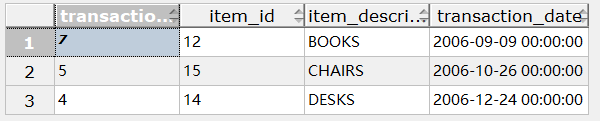 transactio... item_id item_descri... transaction_date
1 7 12 BOOKS 2006-09-09 00:00:00
2 5 15 CHAIRS 2006-10-26 00:00:00
3 4 14 DESKS 2006-12-24 00:00:00